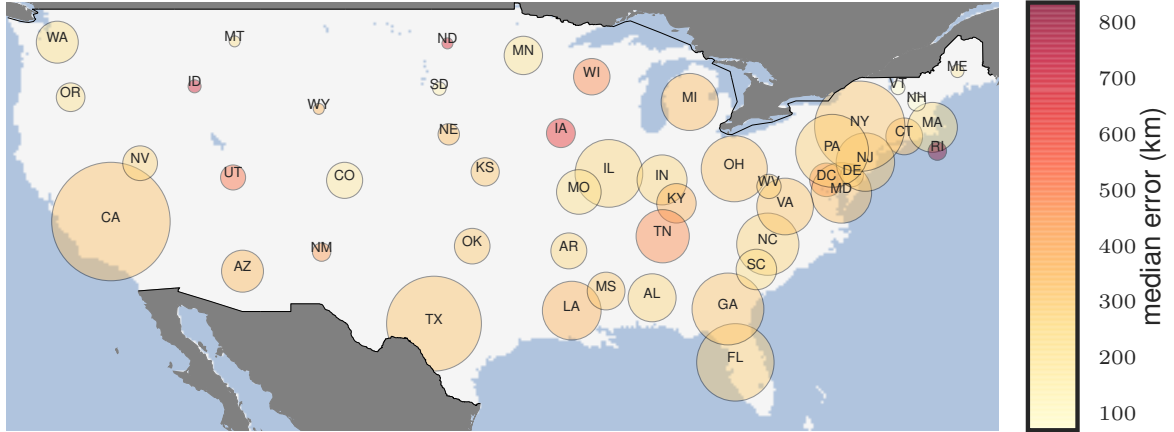 WA
MT
ND
MN
ME
OR
ID
WY
SD
WI
MI
VT
NH
NV
UT
CO
NE
IA
KS
NY
MA
CT
RI
PA
NJ
OH
IL
IN
MO
KY
WV
DC
DE
MD
VA
CA
TN
NC
SC
AZ
NM
OK
AR
MS
AL
TX
LA
GA
FL
800
700
600
500
400
300
200
100
median error (km)